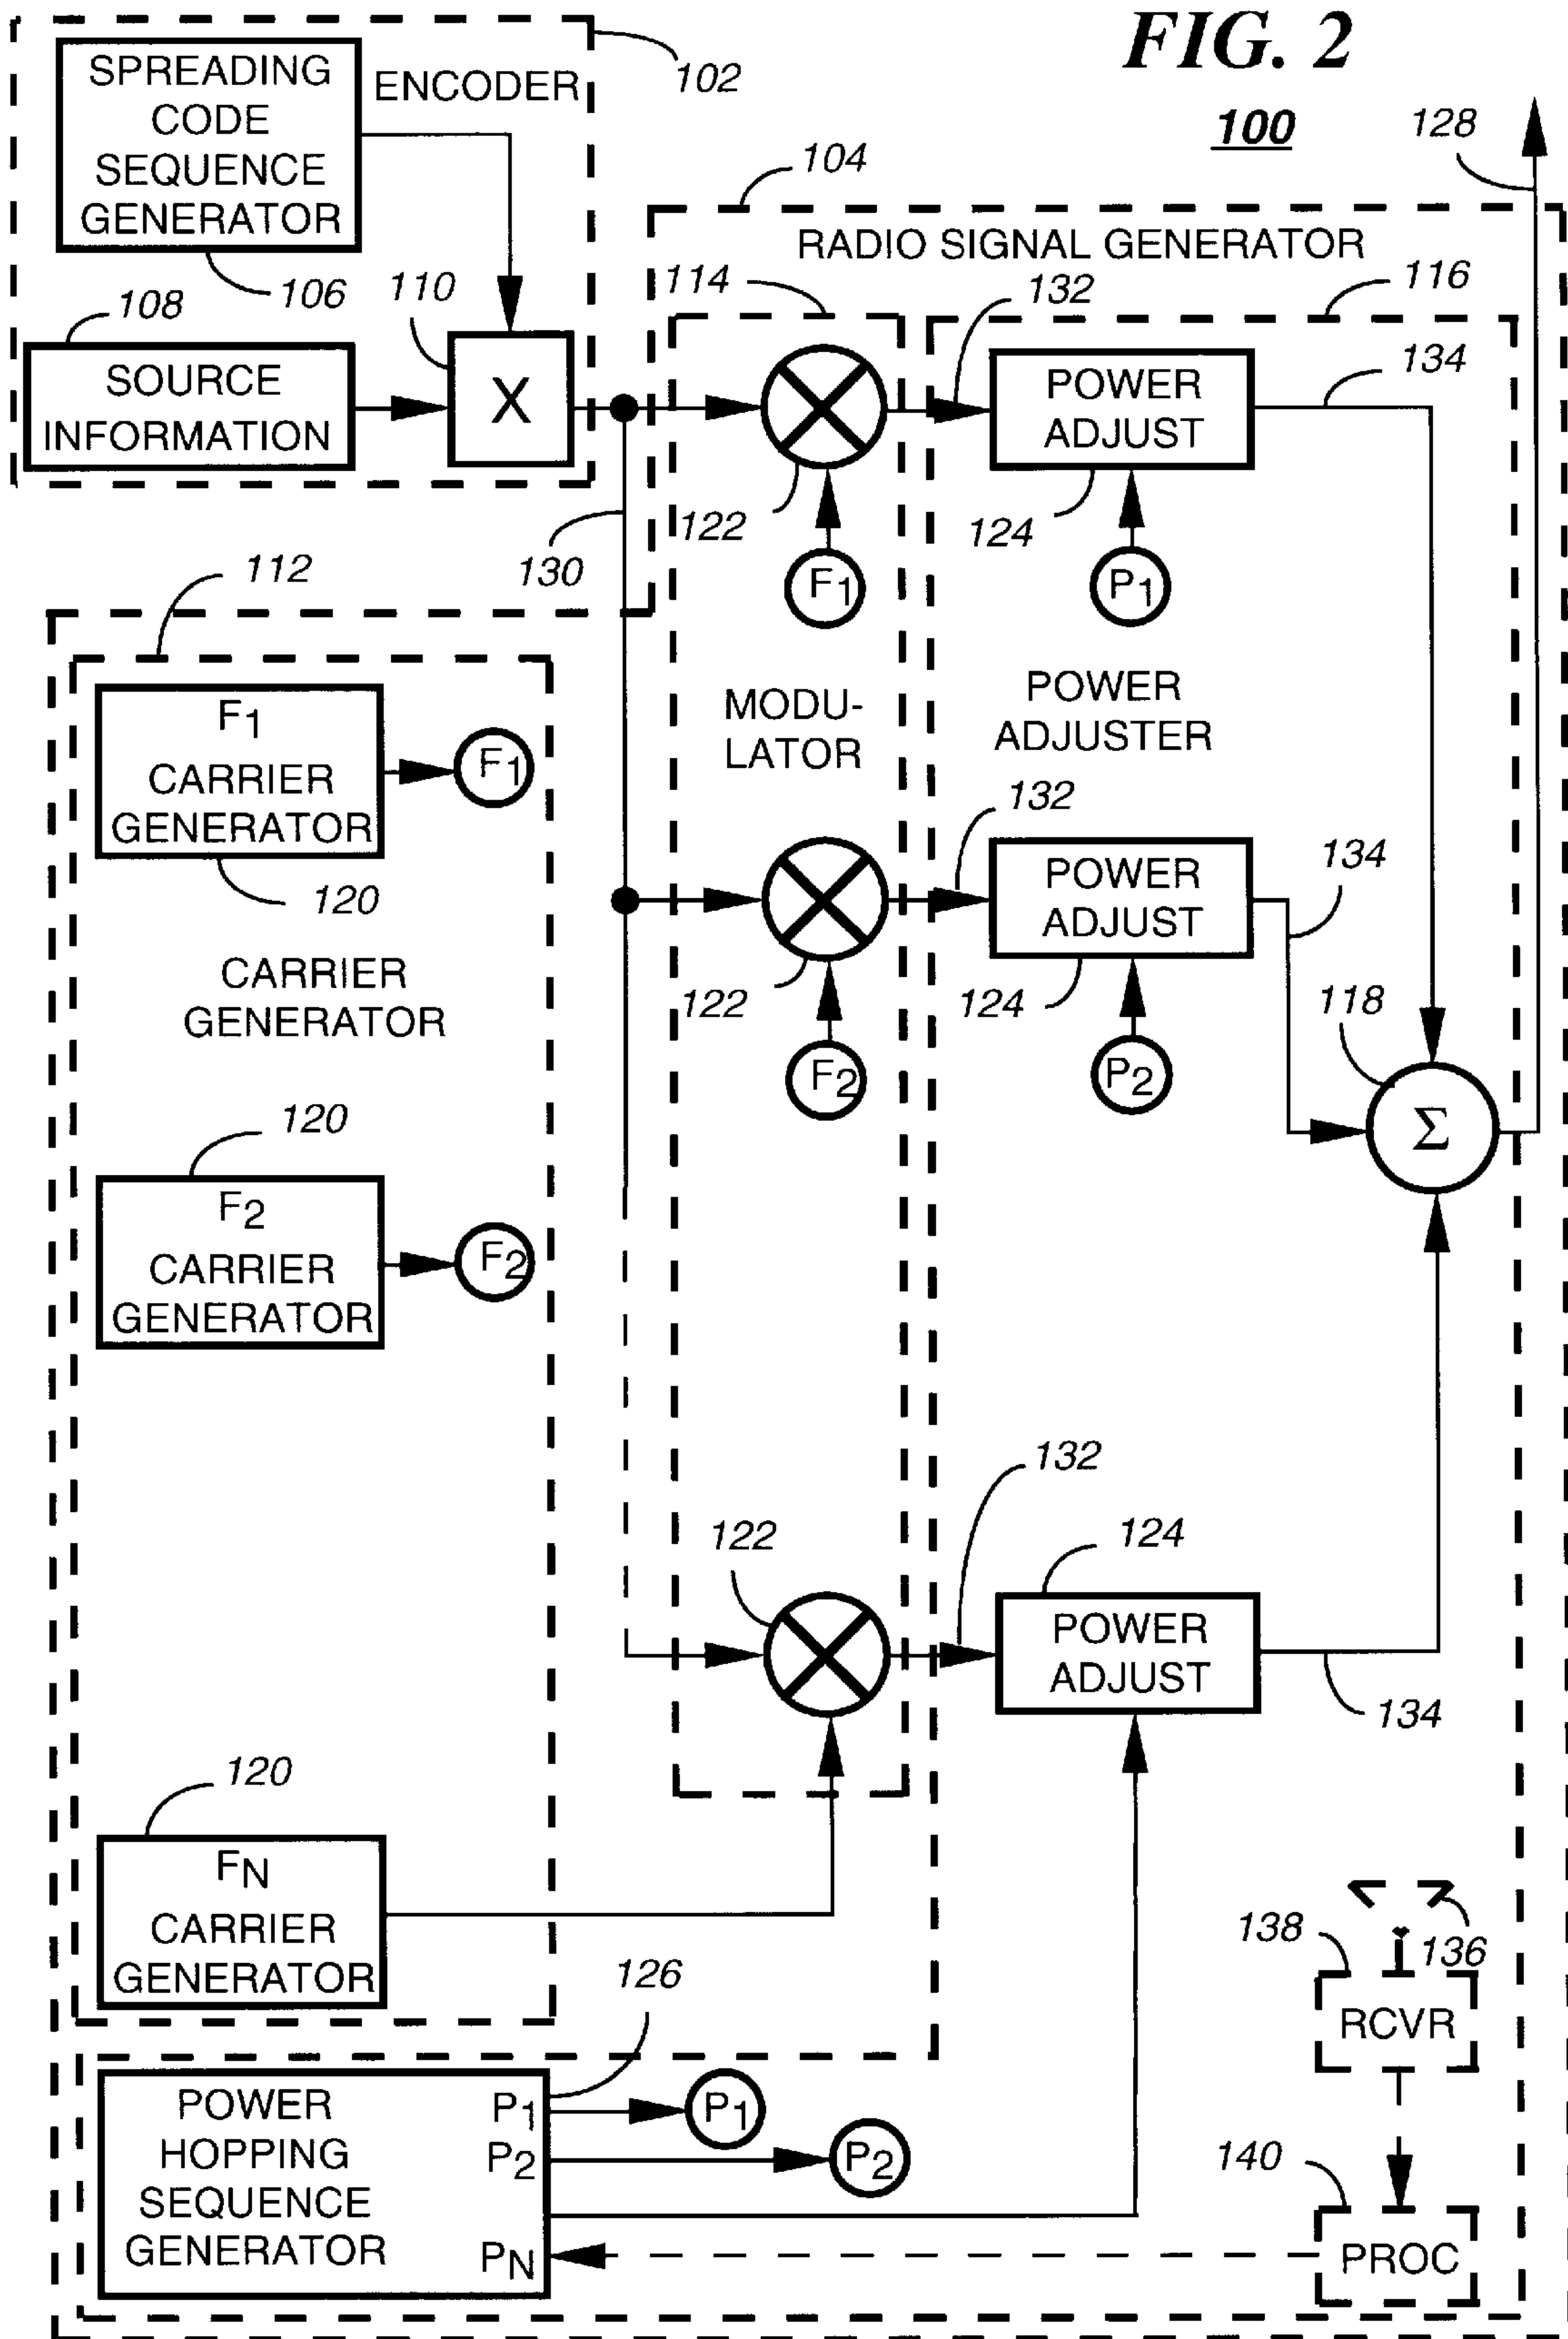 FIG. 2
100
SPREADING
CODE
SEQUENCE
GENERATOR
ENCODER
102
106
108
110
SOURCE
INFORMATION
X
128
104
RADIO SIGNAL GENERATOR
114
132
116
POWER
ADJUST
134
122
124
130
F1
P1
112
F1
CARRIER
GENERATOR
F1
120
CARRIER
GENERATOR
MODU-
LATOR
POWER
ADJUSTER
132
POWER
ADJUST
134
122
124
118
F2
P2
Σ
120
F2
CARRIER
GENERATOR
F2
132
122
124
POWER
ADJUST
134
120
FN
CARRIER
GENERATOR
126
138
136
RCVR
POWER
HOPPING
SEQUENCE
GENERATOR
P1
P2
PN
P1
P2
140
PROC